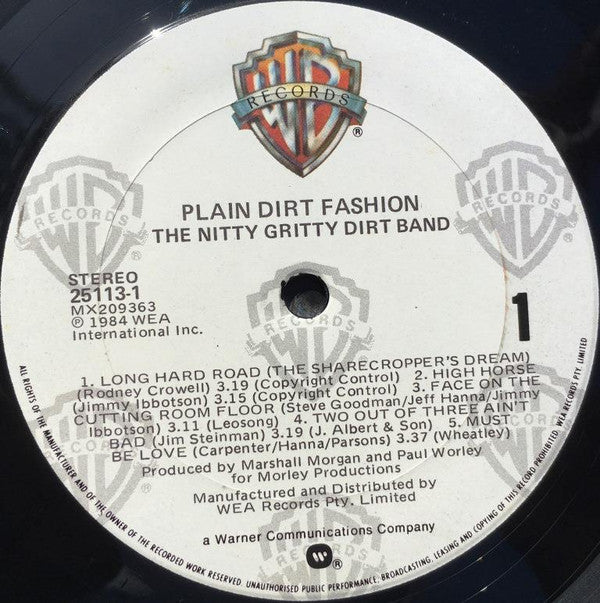 RECORDS
®
PLAIN DIRT FASHION
THE NITTY GRITTY DIRT BAND
STEREO
25113-1
MX209363
℗ 1984 WEA
International Inc.
1
1. LONG HARD ROAD (THE SHARECROPPER'S DREAM)
(Rodney Crowell) 3.19 (Copyright Control) 2. HIGH HORSE
(Jimmy Ibbotson) 3.15 (Copyright Control) 3. FACE ON THE
CUTTING ROOM FLOOR (Steve Goodman/Jeff Hanna/Jimmy
Ibbotson) 3.11 (Leosong) 4. TWO OUT OF THREE AIN'T
BAD (Jim Steinman) 3.19 (J. Albert & Son) 5. MUST
BE LOVE (Carpenter/Hanna/Parsons) 3.37 (Wheatley)
Produced by Marshall Morgan and Paul Worley
for Morley Productions
Manufactured and Distributed by
WEA Records Pty. Limited
a Warner Communications Company
ALL RIGHTS OF THE MANUFACTURER AND OF THE OWNER OF THE RECORDED WORK RESERVED. UNAUTHORISED PUBLIC PERFORMANCE, BROADCASTING, LEASING AND COPYING OF THIS RECORD PROHIBITED. WEA RECORDS PTY. LIMITED